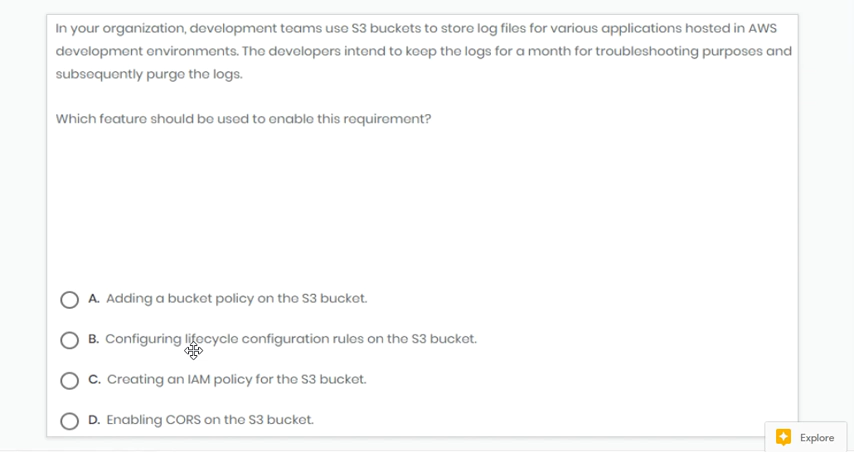 In your organization, development teams use S3 buckets to store log files for various applications hosted in AWS
development environments. The developers intend to keep the logs for a month for troubleshooting purposes and
subsequently purge the logs.
Which feature should be used to enable this requirement?
A. Adding a bucket policy on the S3 bucket.
B. Configuring lifecycle configuration rules on the S3 bucket.
C. Creating an IAM policy for the S3 bucket.
D. Enabling CORS on the S3 bucket.
Explore